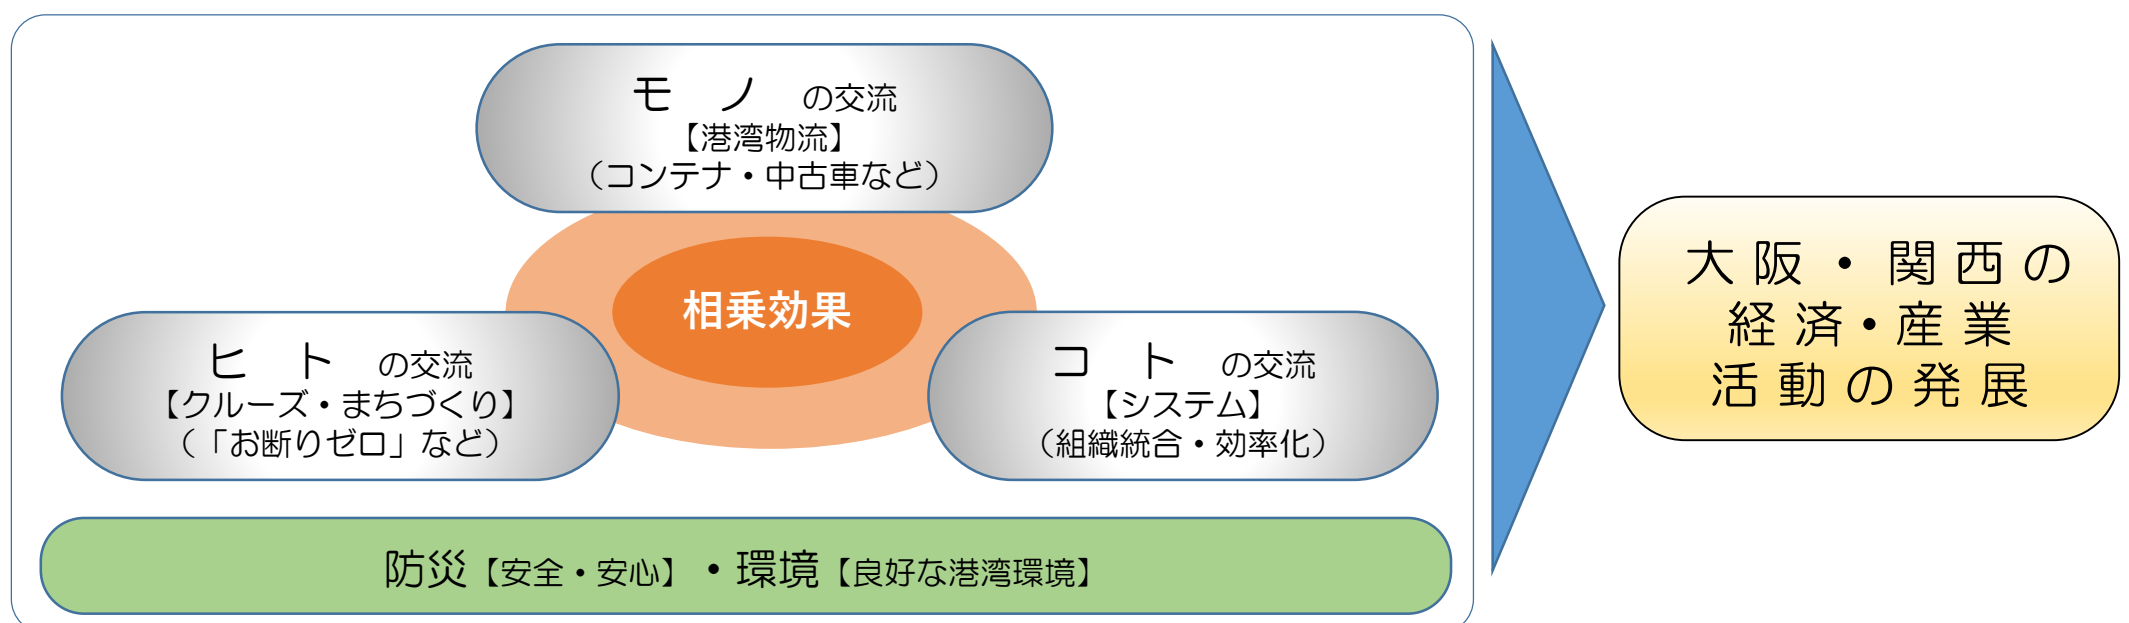 モ ノ の交流
【港湾物流】
（コンテナ・中古車など）
相乗効果
ヒ ト の交流
【クルーズ・まちづくり】
（「お断りゼロ」など）
コ ト の交流
【システム】
（組織統合・効率化）
防災【安全・安心】・環境【良好な港湾環境】
大阪・関西の
経済・産業
活動の発展